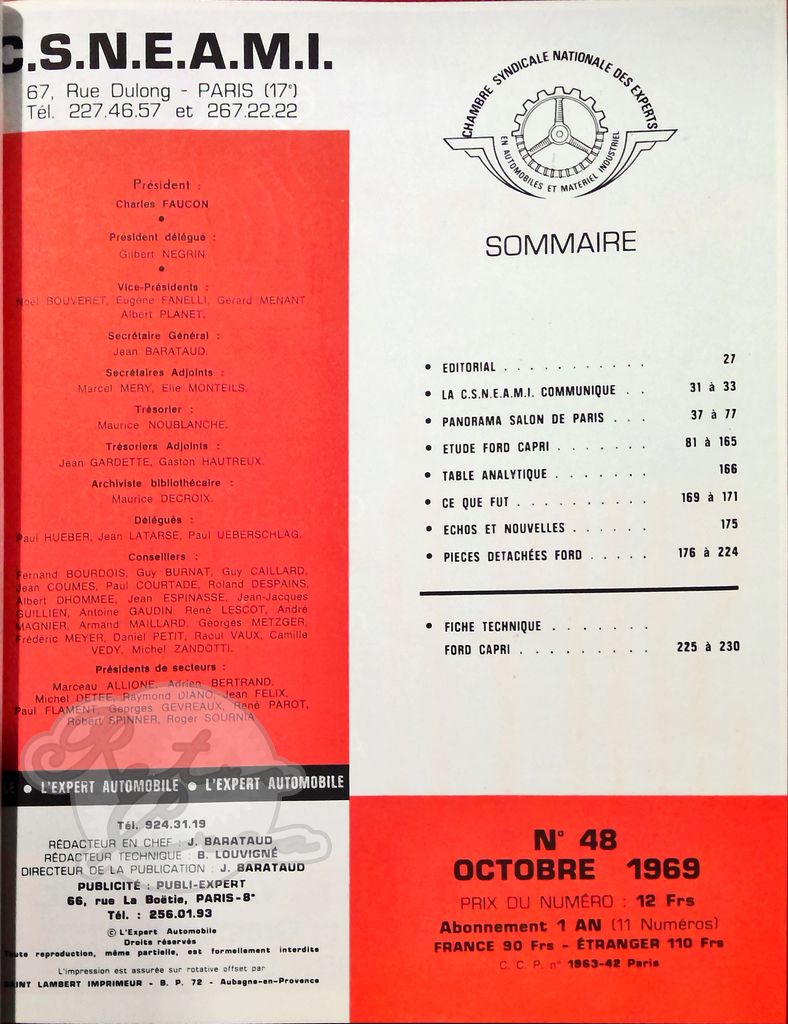 C.S.N.E.A.M.I.
67, Rue Dulong - PARIS (17e)
Tél. 227.46.57 et 267.22.22
Président :
Charles FAUCON
Président délégué :
Gilbert NEGRIN
Vice-Présidents :
Noël BOUVERET, Eugène FANELLI, Gérard MENANT
Albert PLANET.
Secrétaire Général :
Jean BARATAUD.
Secrétaires Adjoints :
Marcel MERY, Elie MONTEILS.
Trésorier :
Maurice NOUBLANCHE.
Trésoriers Adjoints :
Jean GARDETTE, Gaston HAUTREUX.
Archiviste bibliothécaire :
Maurice DECROIX.
Délégués :
Paul HUEBER, Jean LATARSE, Paul UEBERSCHLAG.
Conseillers :
Fernand BOURDOIS, Guy BURNAT, Guy CAILLARD,
Jean COUMES, Paul COURTADE, Roland DESPAINS,
Albert DHOMMEE, Jean ESPINASSE, Jean-Jacques
GUILLIEN, Antoine GAUDIN, René LESCOT, André
MAGNIER, Armand MAILLARD, Georges METZGER,
Frédéric MEYER, Daniel PETIT, Raoul VAUX, Camille
VEDY, Michel ZANDOTTI.
Présidents de secteurs :
Marceau ALLIONE, Adrien BERTRAND,
Michel DETEE, Raymond DIANO, Jean FELIX,
Paul FLAMENT, Georges GEVREAUX, René PAROT,
Robert SPINNER, Roger SOURNIA
LE • L'EXPERT AUTOMOBILE • L'EXPERT AUTOMOBILE
Tél. 924.31.19
RÉDACTEUR EN CHEF : J. BARATAUD
RÉDACTEUR TECHNIQUE : B. LOUVIGNÉ
DIRECTEUR DE LA PUBLICATION : J. BARATAUD
PUBLICITÉ : PUBLI-EXPERT
66, rue La Boëtie, PARIS-8e
Tél. : 256.01.93
© L'Expert Automobile
Droits réservés
Toute reproduction, même partielle, est formellement interdite
L'impression est assurée sur rotative offset par
SAINT LAMBERT IMPRIMEUR - B. P. 72 - Aubagne-en-Provence
CHAMBRE SYNDICALE NATIONALE DES EXPERTS
EN AUTOMOBILES ET MATERIEL INDUSTRIEL
SOMMAIRE
• EDITORIAL . . . . . . . . . . . 27
• LA C.S.N.E.A.M.I. COMMUNIQUE . . 31 à 33
• PANORAMA SALON DE PARIS . . . 37 à 77
• ETUDE FORD CAPRI . . . . . . . . 81 à 165
• TABLE ANALYTIQUE . . . . . . . . 166
• CE QUE FUT . . . . . . . . . . 169 à 171
• ECHOS ET NOUVELLES . . . . . . 175
• PIECES DETACHÉES FORD . . . . . 176 à 224
• FICHE TECHNIQUE . . . . . . .
FORD CAPRI . . . . . . . . . 225 à 230
N° 48
OCTOBRE 1969
PRIX DU NUMÉRO : 12 Frs
Abonnement 1 AN (11 Numéros)
FRANCE 90 Frs - ÉTRANGER 110 Frs
C. C. P. n° 1963-42 Paris